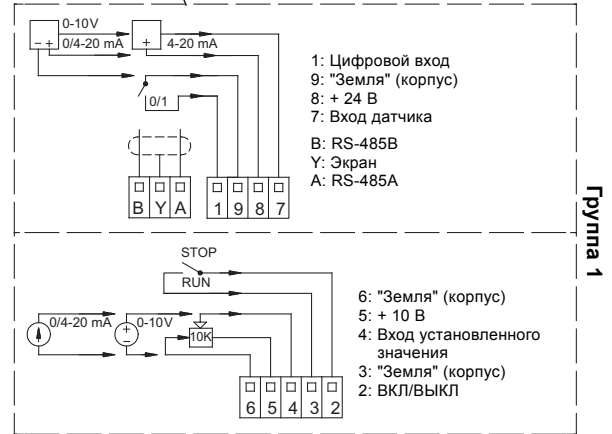 0-10V
- +
0/4-20 mA
+
4-20 mA
0/1
B Y A
1 9 8 7
1: Цифровой вход
9: "Земля" (корпус)
8: + 24 В
7: Вход датчика
B: RS-485B
Y: Экран
A: RS-485A
Группа 1
STOP
RUN
0/4-20 mA
+
-
0-10V
10K
6 5 4 3 2
6: "Земля" (корпус)
5: + 10 В
4: Вход установленного
значения
3: "Земля" (корпус)
2: ВКЛ/ВЫКЛ